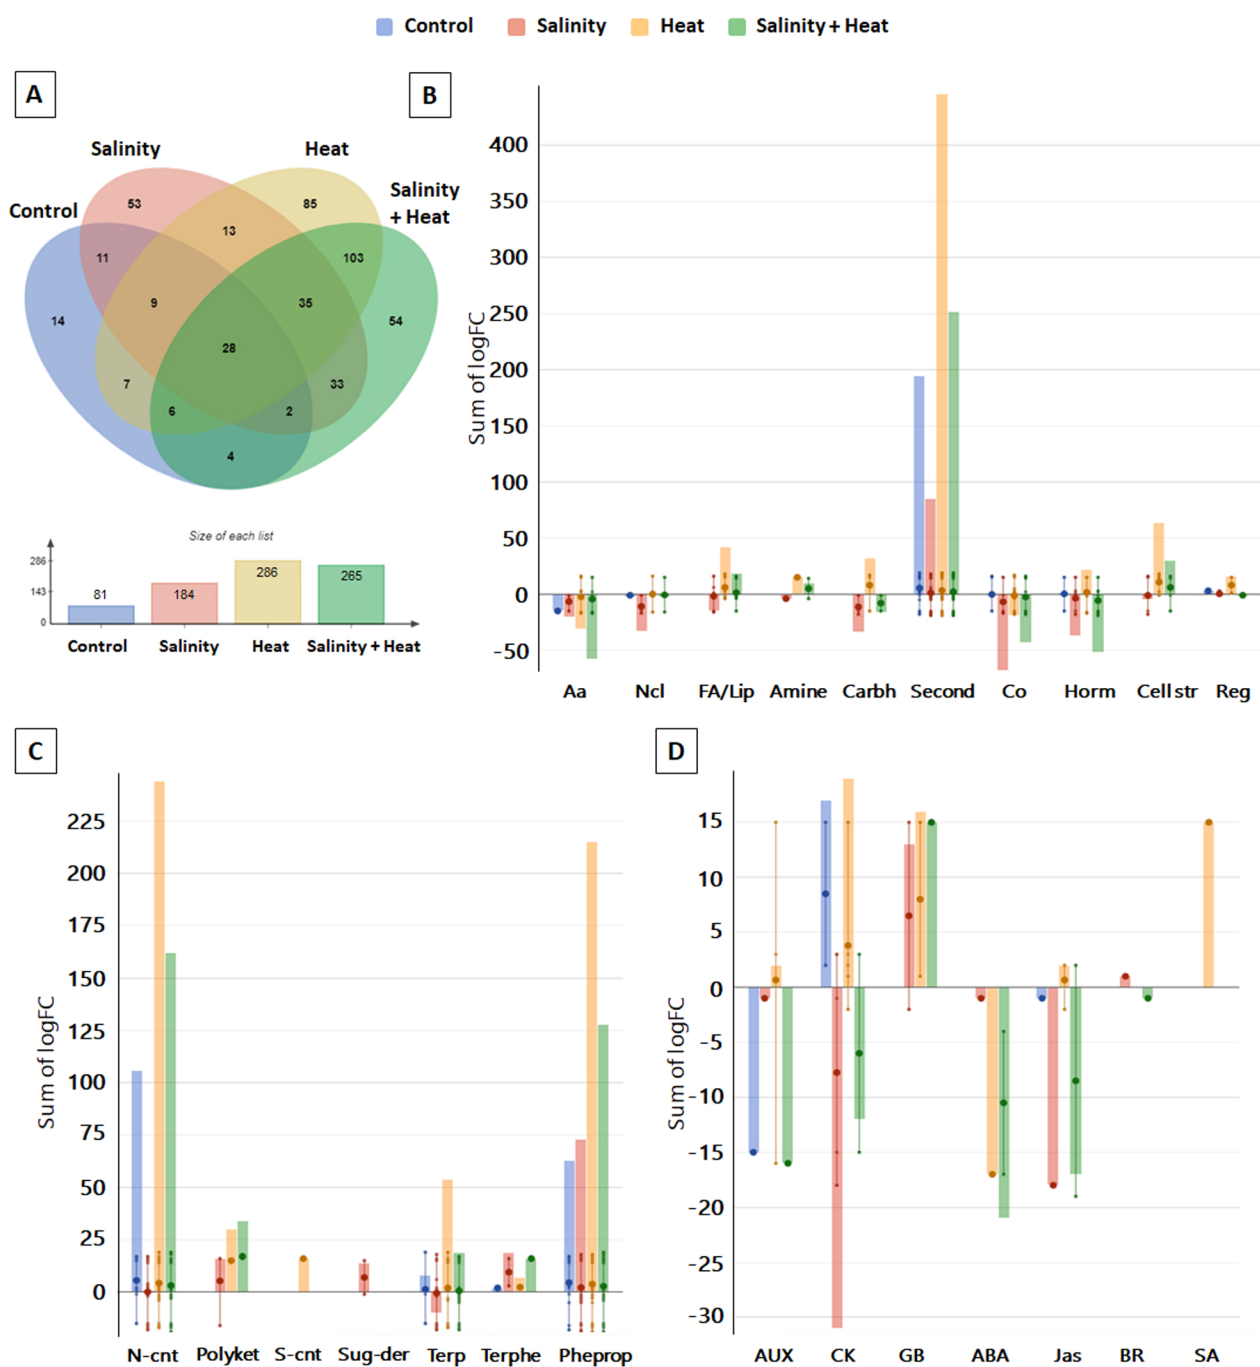 Control Salinity Heat Salinity + Heat
A
Salinity Heat
Control
Salinity
+ Heat
53 85
13
11 103
9 35
14 54
28
7 33
6 2
4
Size of each list
286
143
0
81 184 286 265
Control Salinity Heat Salinity + Heat
B
Sum of logFC
400
350
300
250
200
150
100
50
0
-50
Aa Ncl FA/Lip Amine Carbh Second Co Horm Cell str Reg
C
Sum of logFC
225
200
175
150
125
100
75
50
25
0
N-cnt Polyket S-cnt Sug-der Terp Terphe Pheprop
D
Sum of logFC
15
10
5
0
-5
-10
-15
-20
-25
-30
AUX CK GB ABA Jas BR SA